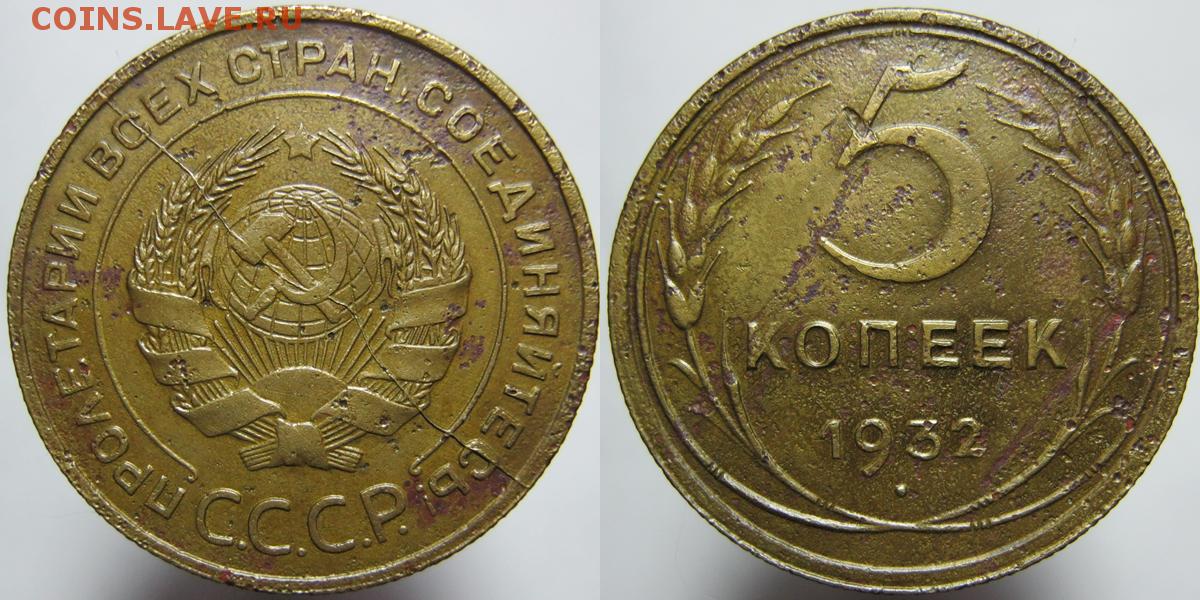 COINS.LAVE.RU
ПРОЛЕТАРИИ ВСЕХ СТРАН, СОЕДИНЯЙТЕСЬ!
С.С.С.Р.
5
КОПЕЕК
1932